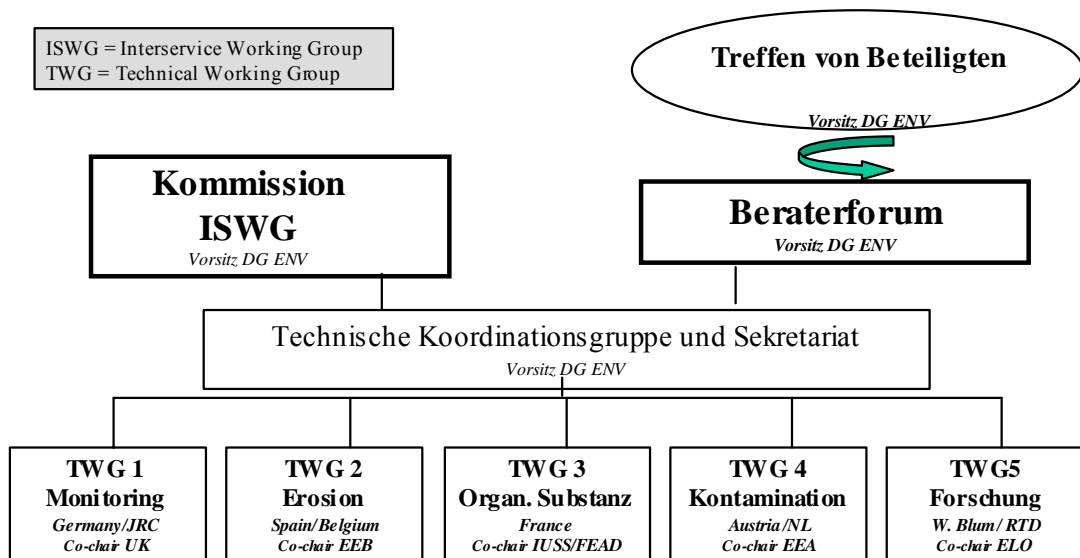 ISWG = Interservice Working Group
TWG = Technical Working Group
Treffen von Beteiligten
Vorsitz DG ENV
Kommission
ISWG
Vorsitz DG ENV
Beraterforum
Vorsitz DG ENV
Technische Koordinationsgruppe und Sekretariat
Vorsitz DG ENV
TWG 1
Monitoring
Germany/JRC
Co-chair UK
TWG 2
Erosion
Spain/Belgium
Co-chair EEB
TWG 3
Organ. Substanz
France
Co-chair IUSS/FEAD
TWG 4
Kontamination
Austria/NL
Co-chair EEA
TWG5
Forschung
W. Blum/ RTD
Co-chair ELO